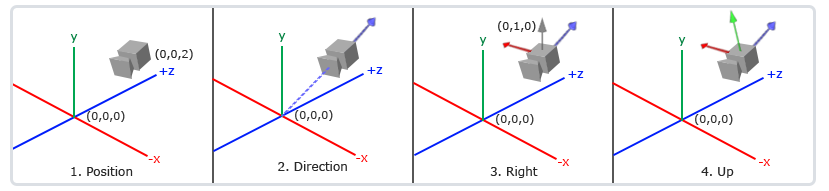 y
(0,0,2)
+z
(0,0,0)
-x
1. Position
y
+z
(0,0,0)
-x
2. Direction
(0,1,0)
y
+z
(0,0,0)
-x
3. Right
y
+z
(0,0,0)
-x
4. Up